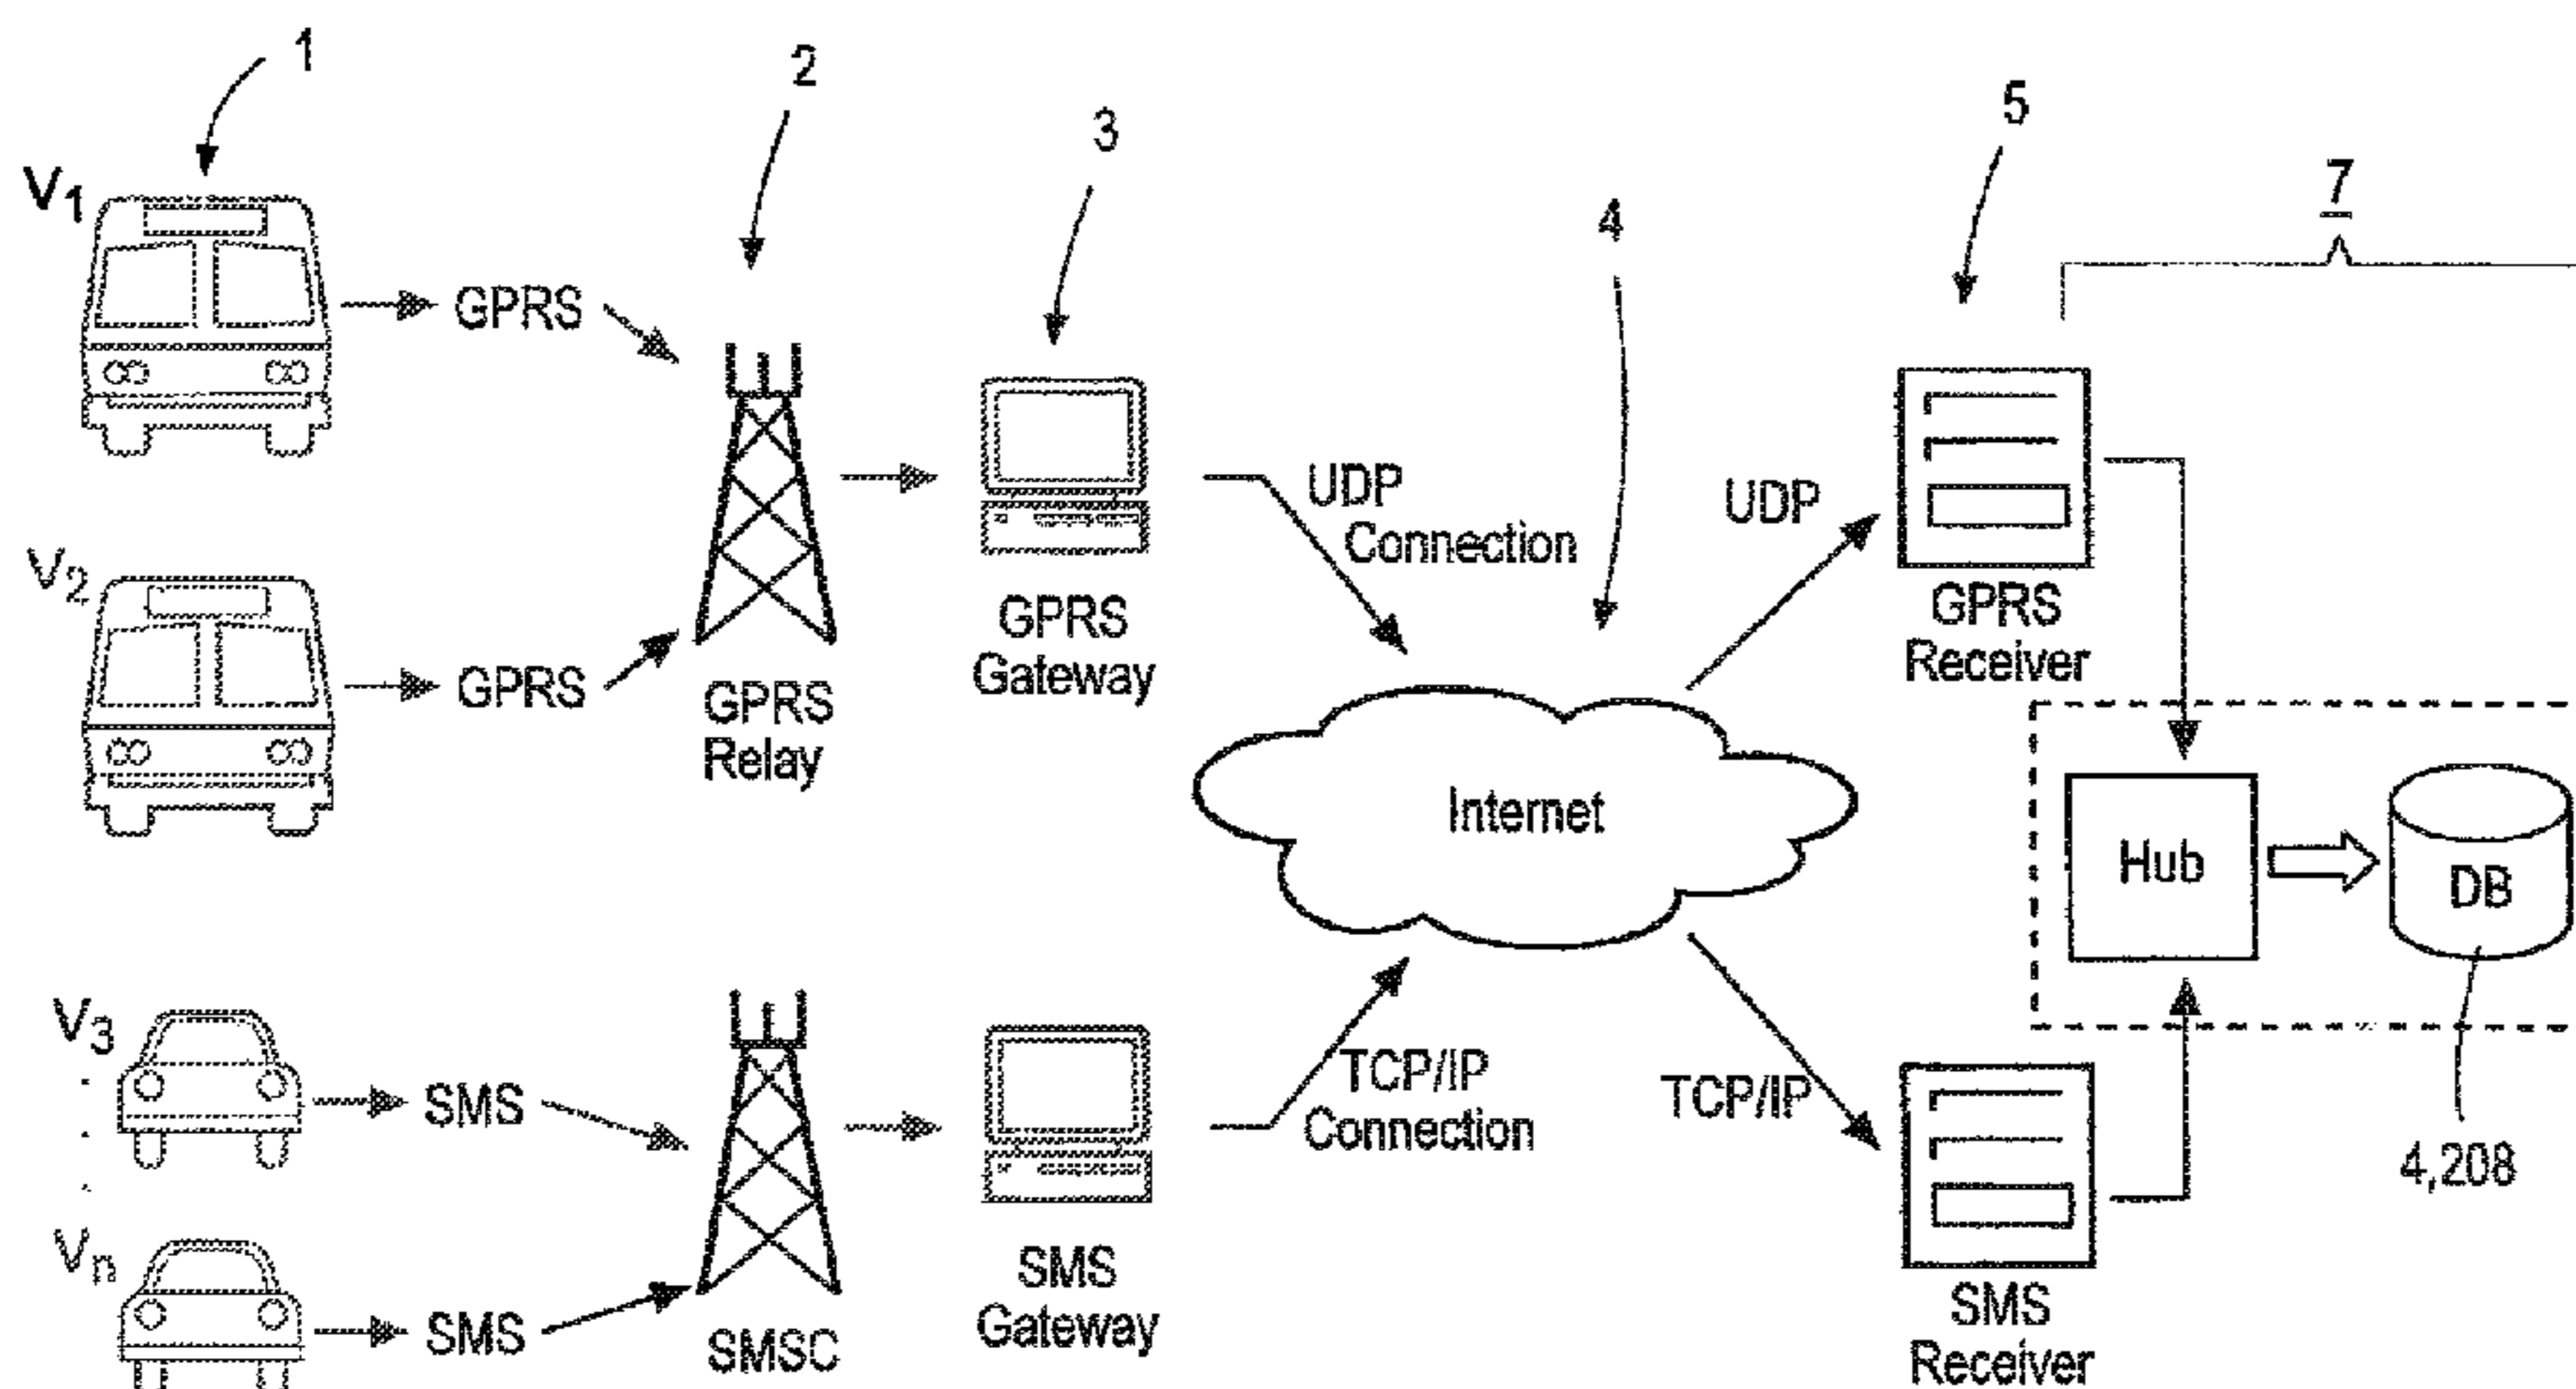 1
2
3
4
5
7
V1
GPRS
V2
GPRS
GPRS
Relay
GPRS
Gateway
UDP
Connection
UDP
GPRS
Receiver
Internet
Hub
DB
4,208
V3
SMS
Vn
SMS
SMSC
SMS
Gateway
TCP/IP
Connection
TCP/IP
SMS
Receiver